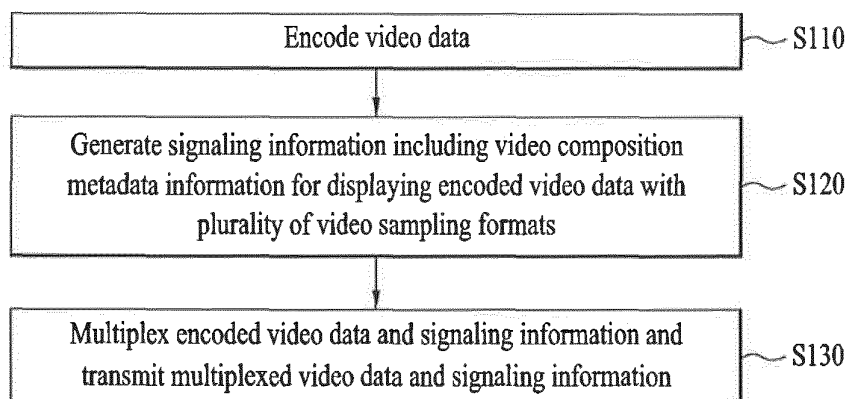 Encode video data
S110
Generate signaling information including video composition
metadata information for displaying encoded video data with
plurality of video sampling formats
S120
Multiplex encoded video data and signaling information and
transmit multiplexed video data and signaling information
S130